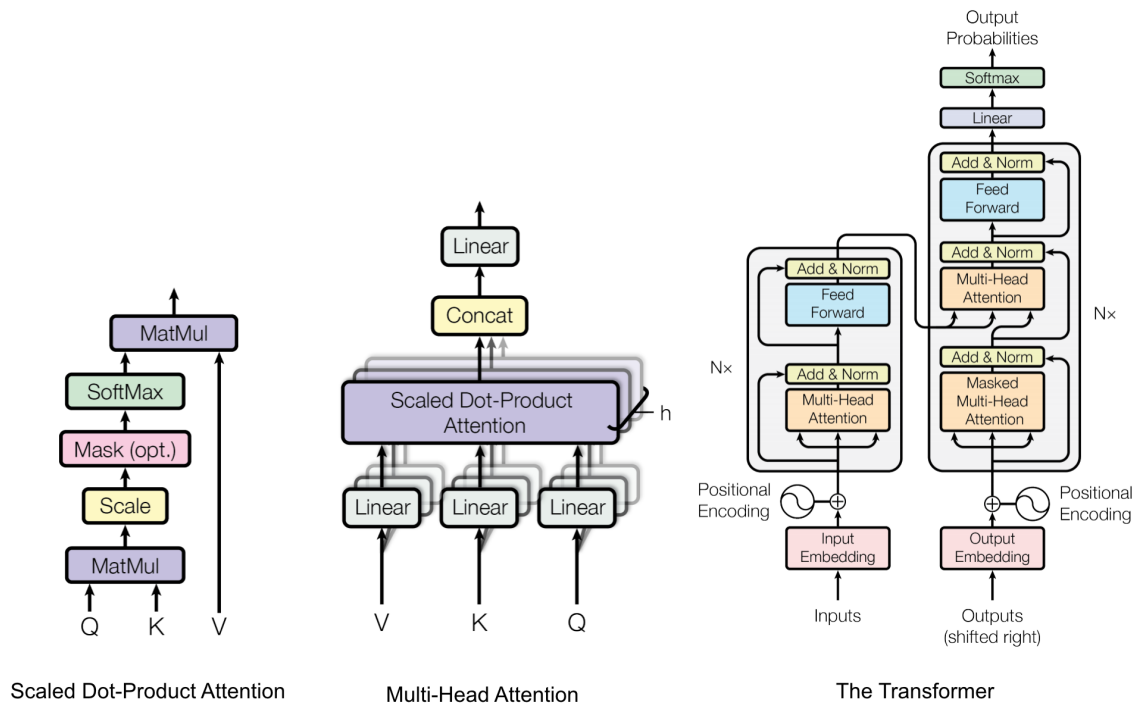 MatMul
SoftMax
Mask (opt.)
Scale
MatMul
Q K V
Scaled Dot-Product Attention
Linear
Concat
Scaled Dot-Product
Attention
h
Linear Linear Linear
V K Q
Multi-Head Attention
Output
Probabilities
Softmax
Linear
Add & Norm
Feed
Forward
Add & Norm
Multi-Head
Attention
Add & Norm
Masked
Multi-Head
Attention
N×
Positional
Encoding
Output
Embedding
Outputs
(shifted right)
Add & Norm
Feed
Forward
Add & Norm
Multi-Head
Attention
N×
Positional
Encoding
Input
Embedding
Inputs
The Transformer